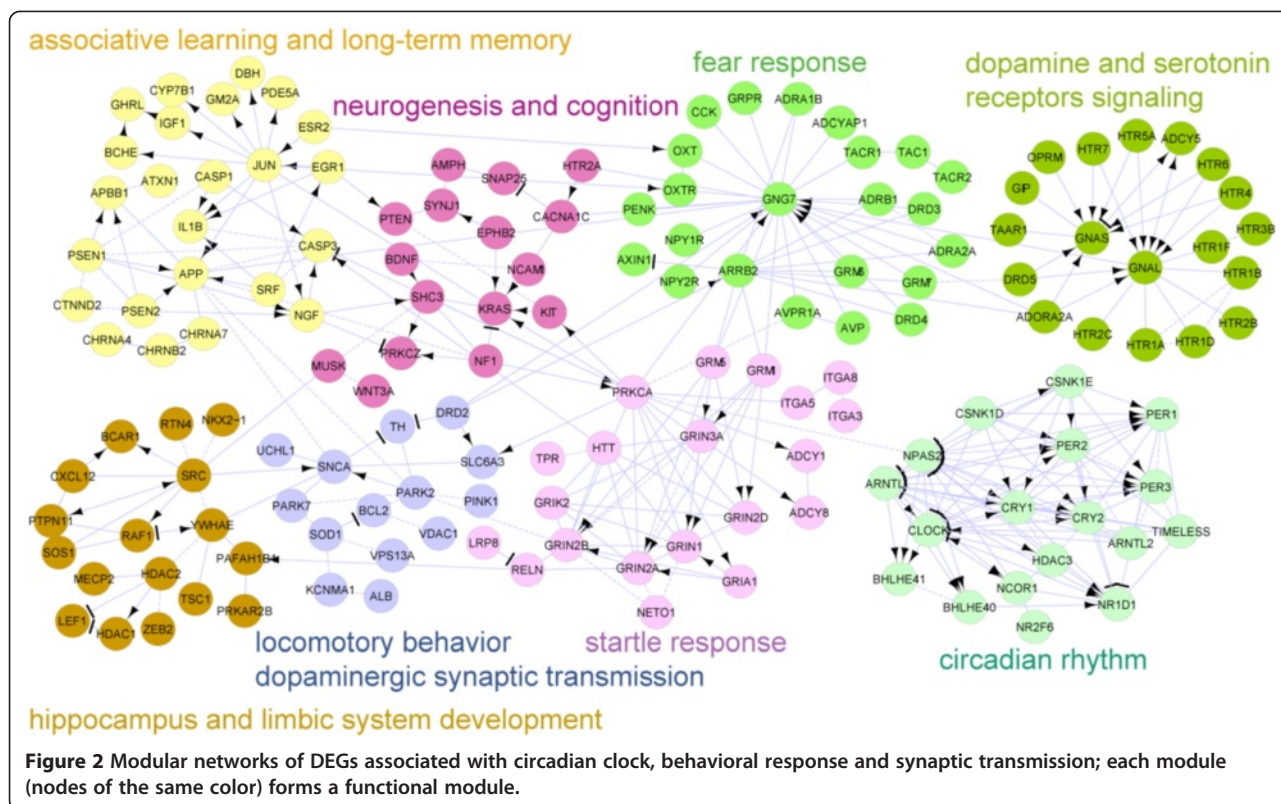 associative learning and long-term memory
neurogenesis and cognition
fear response
dopamine and serotonin
receptors signaling
DBH
CYP7B1
GM2A
PDE5A
GHRL
IGF1
ESR2
BCHE
JUN
EGR1
ATXN1
CASP1
APBB1
IL1B
CASP3
PSEN1
APP
SRF
CTNND2
PSEN2
NGF
CHRNA4
CHRNB2
CHRNA7
AMPH
SNAP25
HTR2A
SYNJ1
PTEN
CACNA1C
EPHB2
BDNF
NCAM1
SHC3
KRAS
KIT
PRKCZ
NF1
MUSK
WNT3A
GRPR
ADRA1B
CCK
ADCYAP1
OXT
TACR1
TAC1
TACR2
OXTR
PENK
GNG7
ADRB1
DRD3
NPY1R
ADRA2A
AXIN1
ARRB2
NPY2R
GRM7
AVPR1A
AVP
DRD4
HTR5A
ADCY5
HTR7
OPRM
HTR6
GIP
HTR4
TAAR1
GNAS
HTR3B
HTR1F
GNAL
DRD5
HTR1B
ADORA2A
HTR2C
HTR2B
HTR1A
HTR1D
RTN4
NKX2-1
BCAR1
CXCL12
SRC
PTPN11
RAF1
YWHAE
SOS1
PAFAH1B1
MECP2
HDAC2
TSC1
PRKAR2B
LEF1
HDAC1
ZEB2
DRD2
TH
UCHL1
SNCA
SLC6A3
PARK7
PARK2
PINK1
BCL2
SOD1
VDAC1
VPS13A
KCNMA1
ALB
GRM5
GRM1
PRKCA
ITGA8
ITGA5
ITGA3
HTT
GRIN3A
TPR
ADCY1
GRIK2
GRIN2D
ADCY8
LRP8
GRIN2B
GRIN1
RELN
GRIN2A
GRIA1
NETO1
CSNK1E
CSNK1D
PER1
PER2
NPAS2
ARNTL
PER3
CRY1
CRY2
TIMELESS
CLOCK
ARNTL2
HDAC3
BHLHE41
NCOR1
BHLHE40
NR1D1
NR2F6
locomotory behavior
dopaminergic synaptic transmission
startle response
circadian rhythm
hippocampus and limbic system development
Figure 2 Modular networks of DEGs associated with circadian clock, behavioral response and synaptic transmission; each module
(nodes of the same color) forms a functional module.